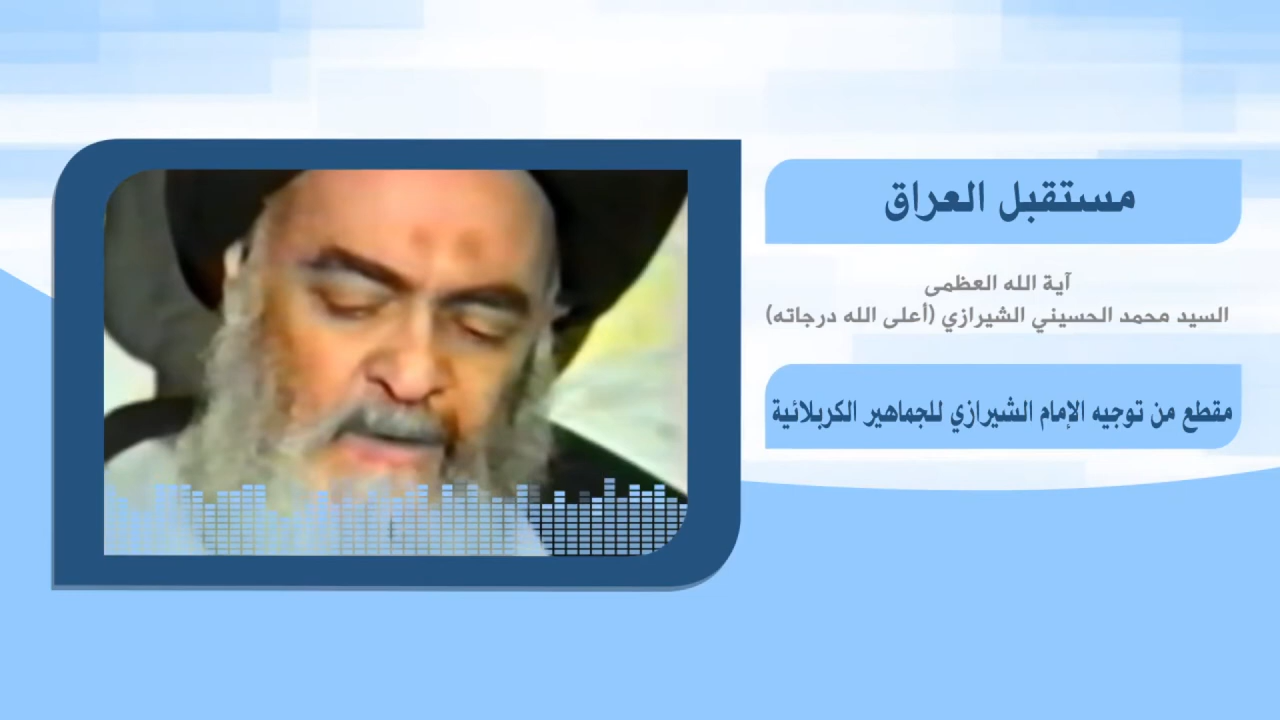 مستقبل العراق
آية الله العظمى
السيد محمد الحسيني الشيرازي (أعلى الله درجاته)
مقطع من توجيه الإمام الشيرازي للجماهير الكربلائية